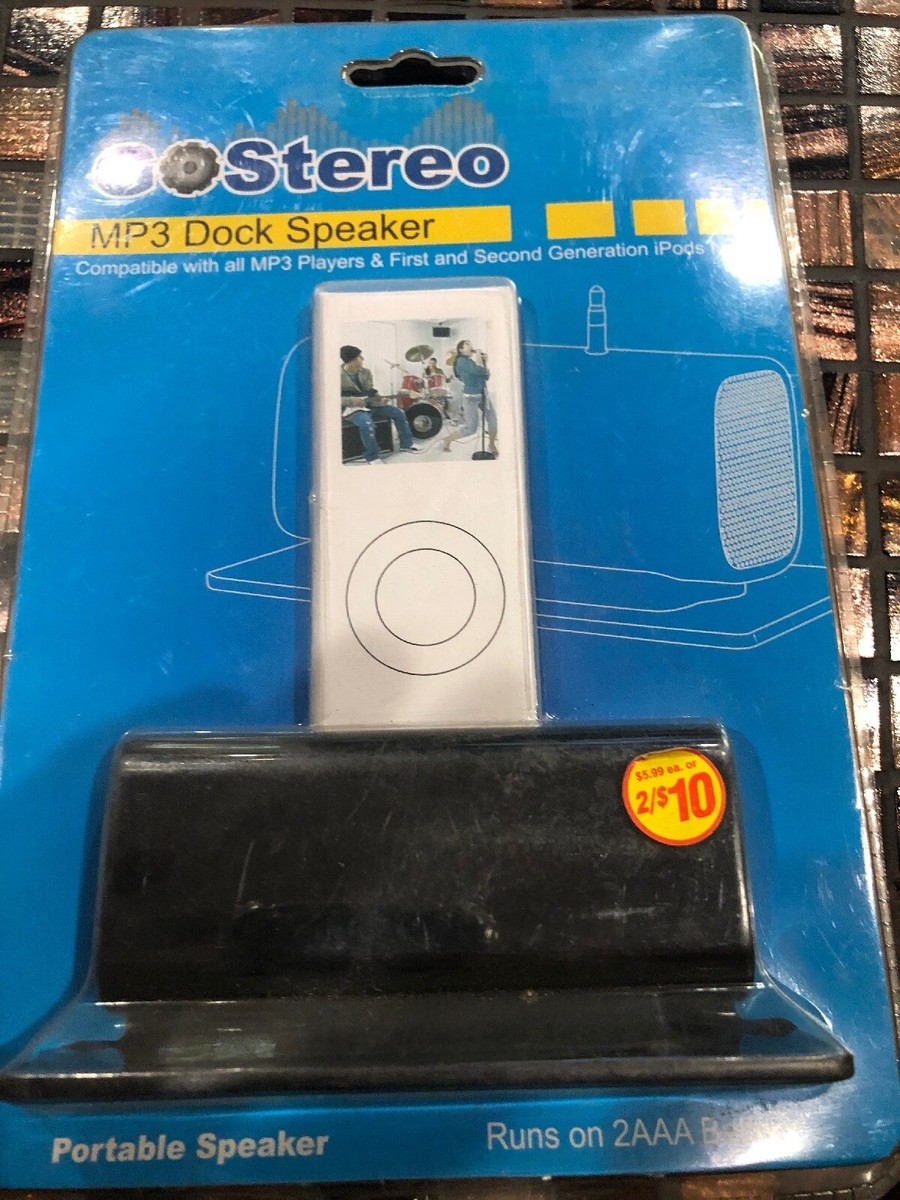 GoStereo
MP3 Dock Speaker
Compatible with all MP3 Players & First and Second Generation iPods
$5.99 ea. or
2/$10
Portable Speaker
Runs on 2AAA